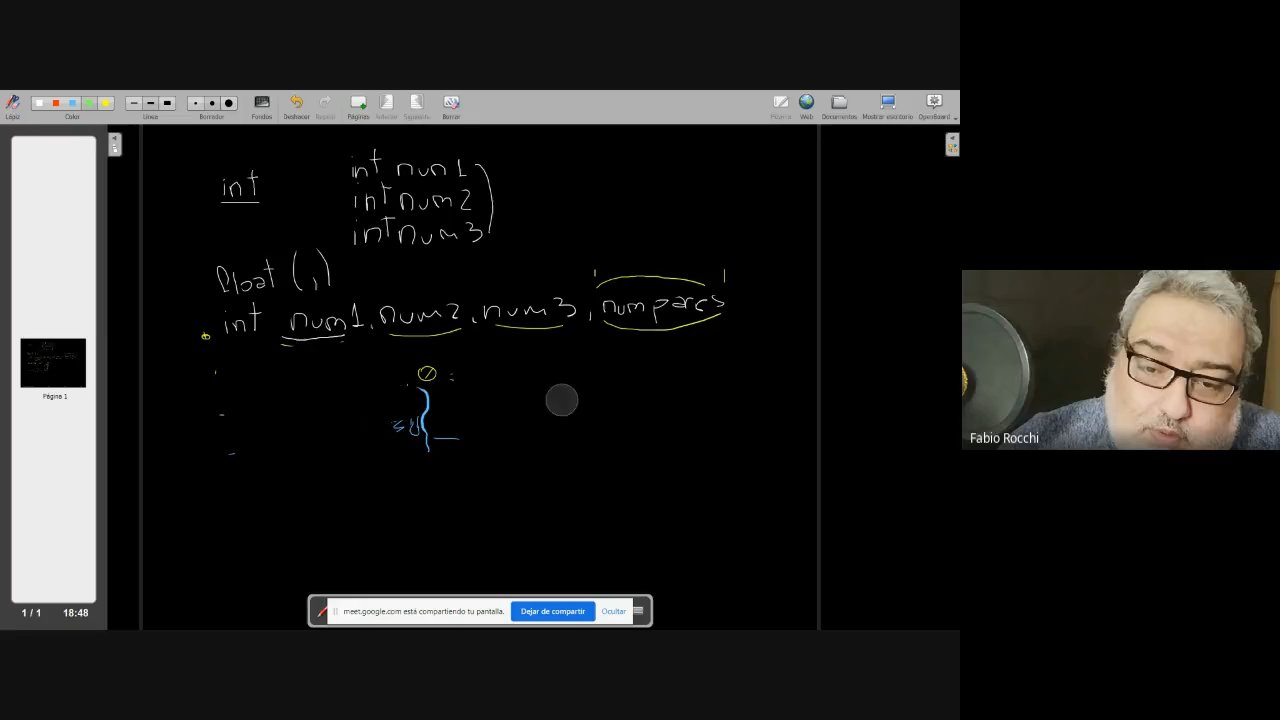 Lápiz Color Línea Borrador Fondos Deshacer Páginas Borrar Web Documentos Mostrar escritorio OpenBoard
int
int num1
int num2
int num3
float (,)
int num1, num2, num3, numpares
Página 1
Fabio Rocchi
1 / 1 18:48
meet.google.com está compartiendo tu pantalla. Dejar de compartir Ocultar